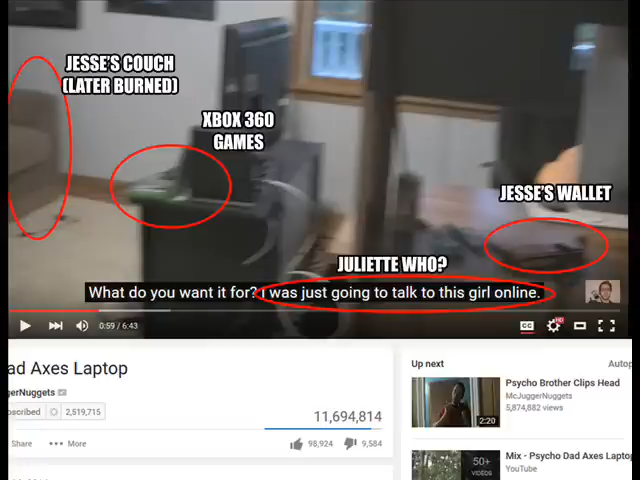 JESSE'S COUCH
(LATER BURNED)
XBOX 360
GAMES
JESSE'S WALLET
JULIETTE WHO?
What do you want it for? I was just going to talk to this girl online.
0:59 / 6:43
CC
HD
ad Axes Laptop
gerNuggets
oscribed 2,519,715
11,694,814
Share ••• More 98,924 9,584
Up next Autop
Psycho Brother Clips Head
McJuggerNuggets
5,874,882 views
2:20
Mix - Psycho Dad Axes Laptop
YouTube
50+
VIDEOS